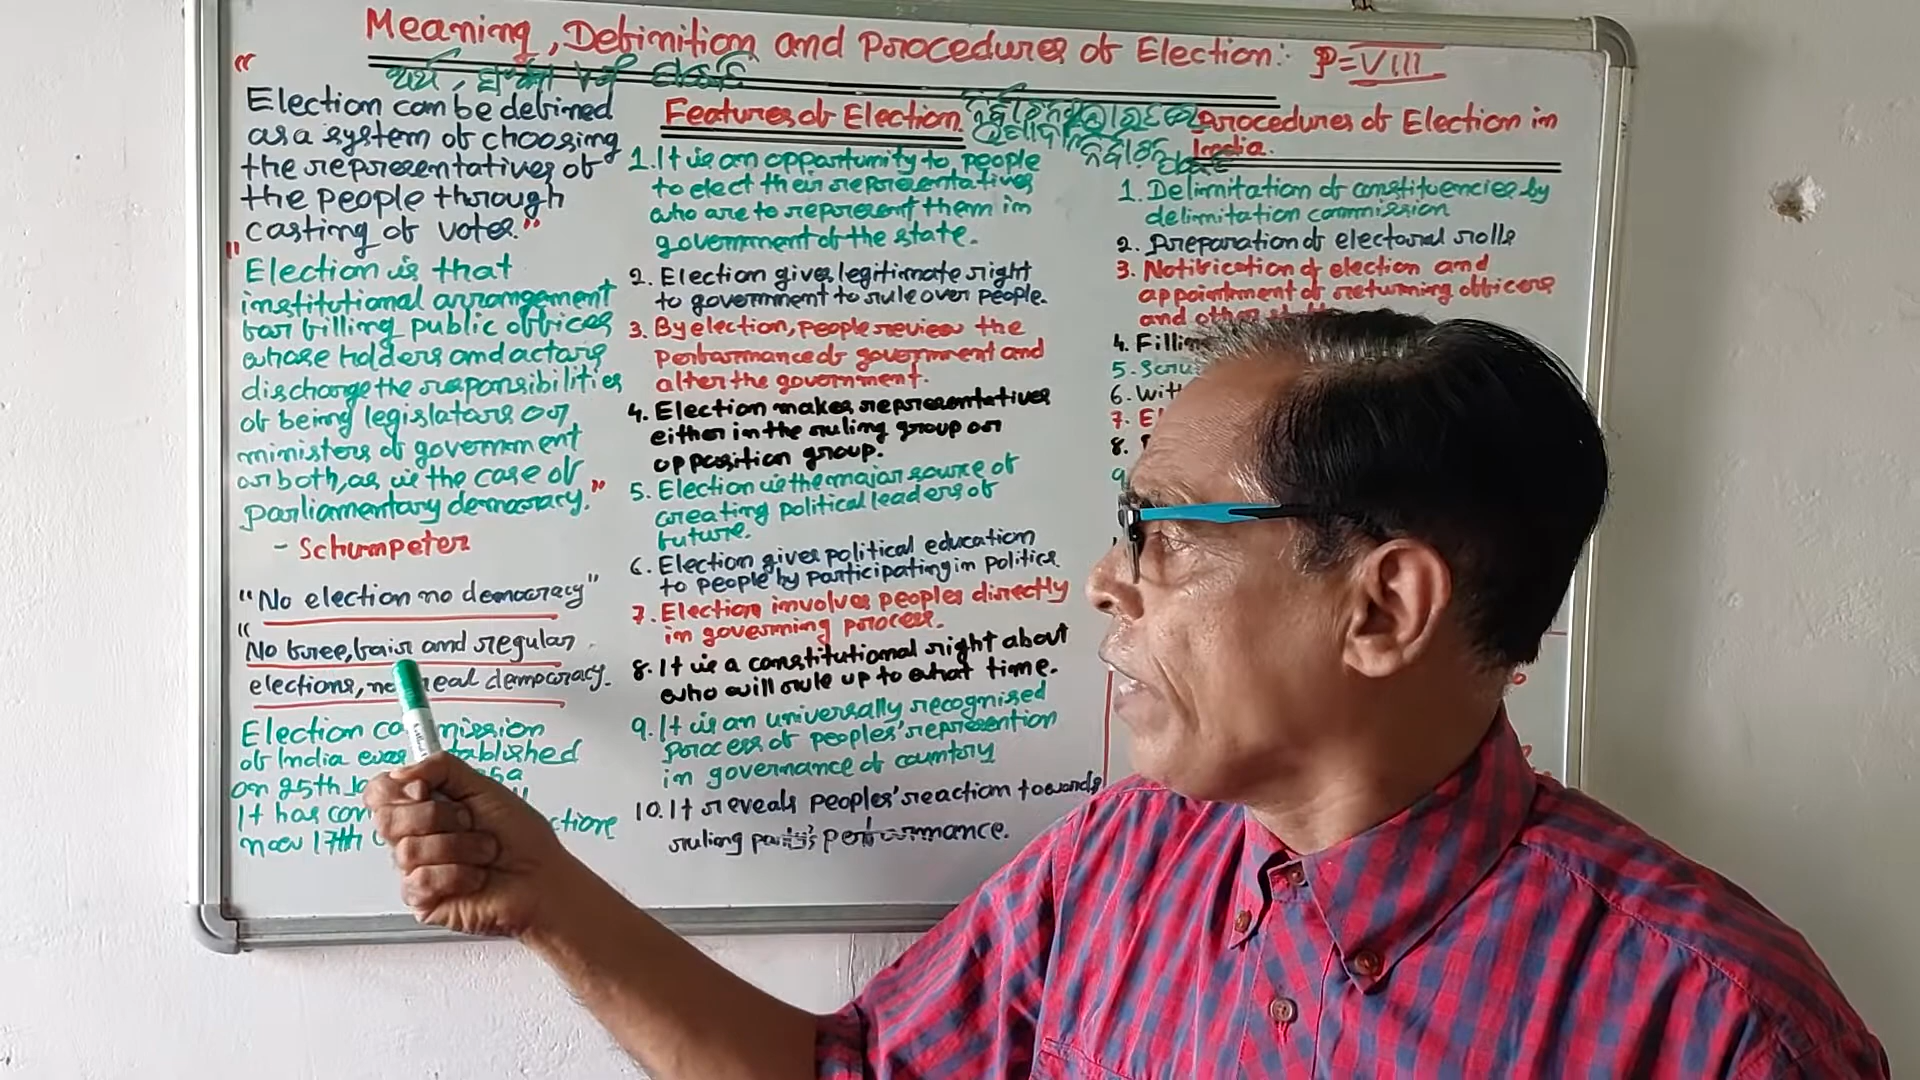 Meaning, Definition and Procedures of Election:- P=VIII
ଅର୍ଥ, ସଂଜ୍ଞା ଏବଂ ପଦ୍ଧତି
"
Election can be defined
as a system of choosing
the representatives of
the people through
casting of votes."
"Election is that
institutional arrangement
for filling public offices
whose holders and actors
discharge the responsibilities
of being legislators or
ministers of government
or both, as is the case of
parliamentary democracy."
- Schumpeter
"No election no democracy"
"No free, fair and regular
elections, no real democracy.
Election co mission
of India was established
on 25th
It has con ctions
now 17th
Features of Election
1. It is an opportunity to people
to elect their representatives
who are to represent them in
government of the state.
2. Election gives legitimate right
to government to rule over people.
3. By election, people review the
performance of government and
alter the government.
4. Election makes representatives
either in the ruling group or
opposition group.
5. Election is the major source of
creating political leaders of
future.
6. Election gives political education
to people by participating in politics.
7. Election involves peoples directly
in governing process.
8. It is a constitutional right about
who will rule up to what time.
9. It is an universally recognised
process of peoples' represention
in governance of country
10. It reveals peoples' reaction towards
ruling party's performance.
Procedures of Election in
India.
1. Delimitation of constituencies by
delimitation commission
2. Preparation of electoral rolls
3. Notification of election and
appointment of returning officers
and other
4. Filling
5. Scru
6. With
7. El
8.
9